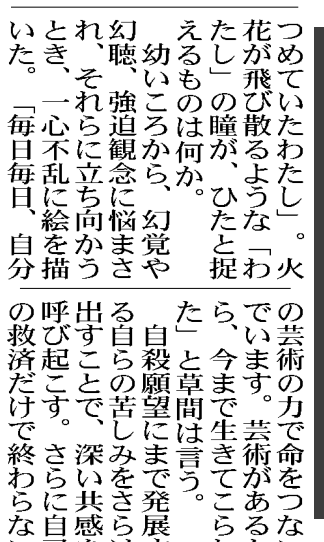 つめていたわたし」。火
花が飛び散るような「わ
たし」の瞳が、ひたと捉
えるものは何か。
幼いころから、幻覚や
幻聴、強迫観念に悩まさ
れ、それらに立ち向かう
とき、一心不乱に絵を描
いた。「毎日毎日、自分
の芸術の力で命をつない
でいます。芸術があるか
ら、今まで生きてこられ
た」と草間は言う。
自殺願望にまで発展
る自らの苦しみをさらけ
出すことで、深い共感
呼び起こす。さらに自
の救済だけで終わらな